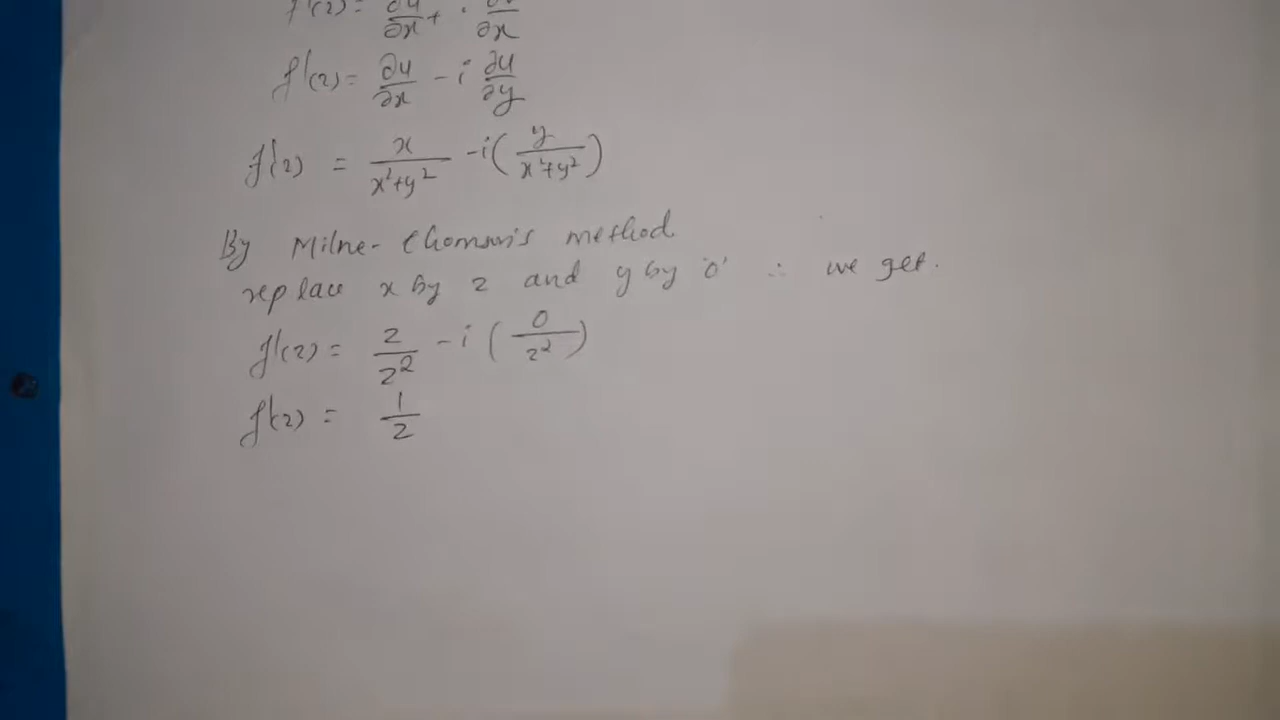 f'(z) = ∂u/∂x + i ∂v/∂x
f'(z) = ∂u/∂x - i ∂u/∂y
f'(z) = x/(x²+y²) - i(y/(x²+y²))
By Milne-Thomson's method
replace x by z and y by '0' ∴ we get.
f'(z) = z/z² - i(0/z²)
f'(z) = 1/z